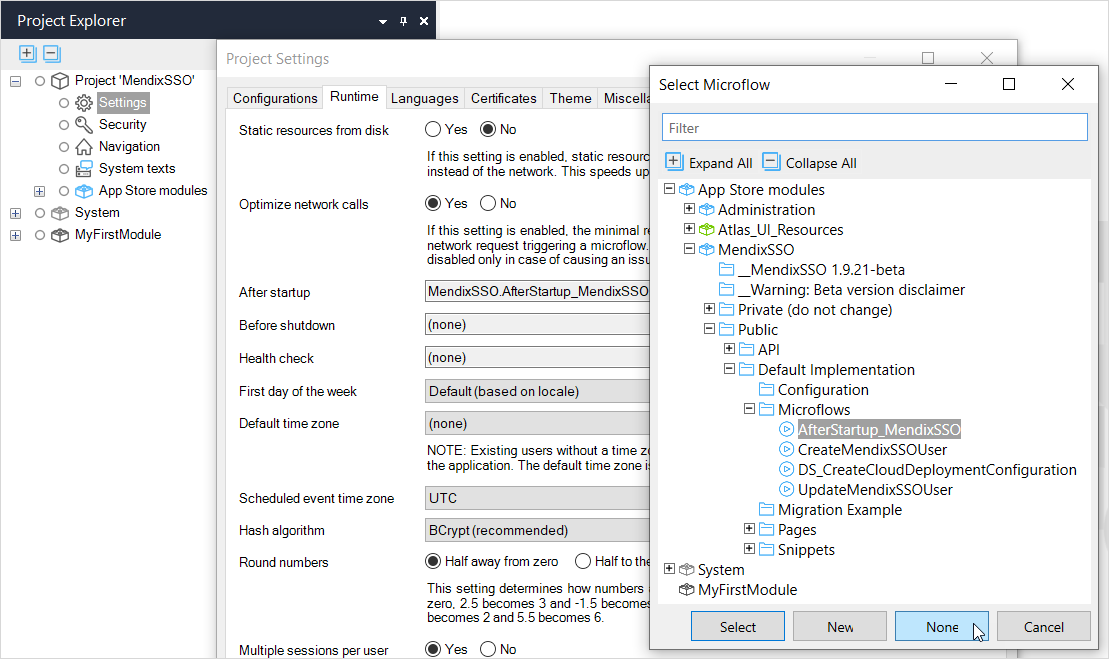 Project Explorer
Project 'MendixSSO'
Settings
Security
Navigation
System texts
App Store modules
System
MyFirstModule
Project Settings
Configurations Runtime Languages Certificates Theme
Static resources from disk Yes No
If this setting is enabled, static
instead of the network. This speeds up
Optimize network calls Yes No
If this setting is enabled, the minimal
network request triggering a microflow.
disabled only in case of causing an
After startup MendixSSO.AfterStartup_MendixSSO
Before shutdown (none)
Health check (none)
First day of the week Default (based on locale)
Default time zone (none)
NOTE: Existing users without a time
the application. The default time zone
Scheduled event time zone UTC
Hash algorithm BCrypt (recommended)
Round numbers Half away from zero Half to the
This setting determines how numbers
zero, 2.5 becomes 3 and -1.5 becomes
becomes 2 and 5.5 becomes 6.
Multiple sessions per user Yes No
Select Microflow
Filter
Expand All Collapse All
App Store modules
Administration
Atlas_UI_Resources
MendixSSO
__MendixSSO 1.9.21-beta
__Warning: Beta version disclaimer
Private (do not change)
Public
API
Default Implementation
Configuration
Microflows
AfterStartup_MendixSSO
CreateMendixSSOUser
DS_CreateCloudDeploymentConfiguration
UpdateMendixSSOUser
Migration Example
Pages
Snippets
System
MyFirstModule
Select New None Cancel